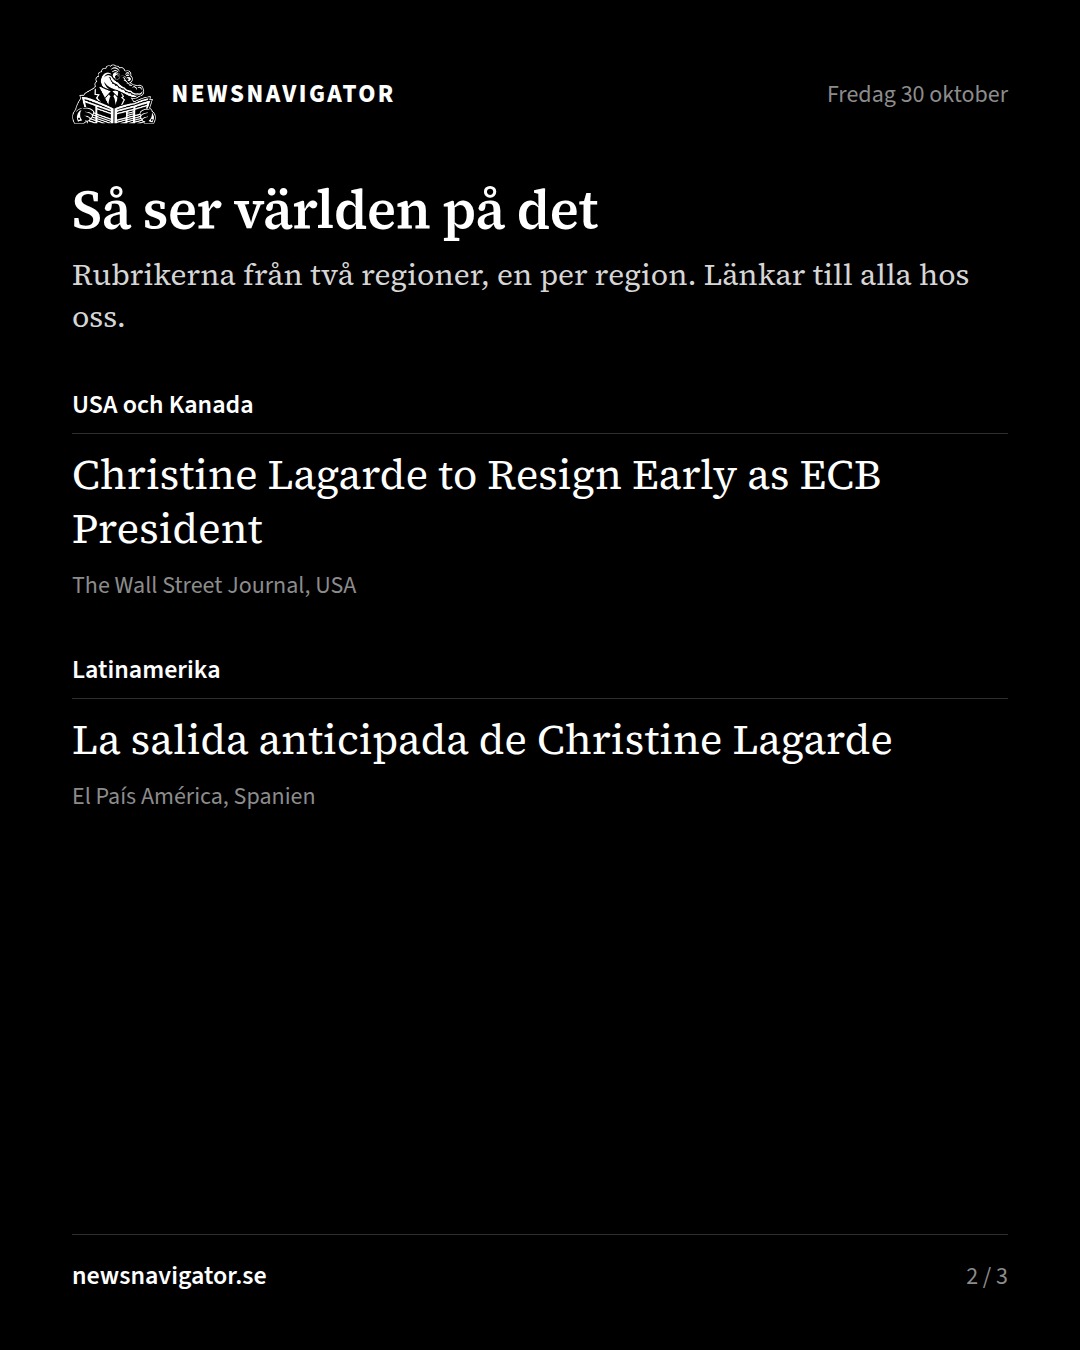 NEWSNAVIGATOR
Fredag 30 oktober
Så ser världen på det
Rubrikerna från två regioner, en per region. Länkar till alla hos
oss.
USA och Kanada
Christine Lagarde to Resign Early as ECB
President
The Wall Street Journal, USA
Latinamerika
La salida anticipada de Christine Lagarde
El País América, Spanien
newsnavigator.se
2 / 3